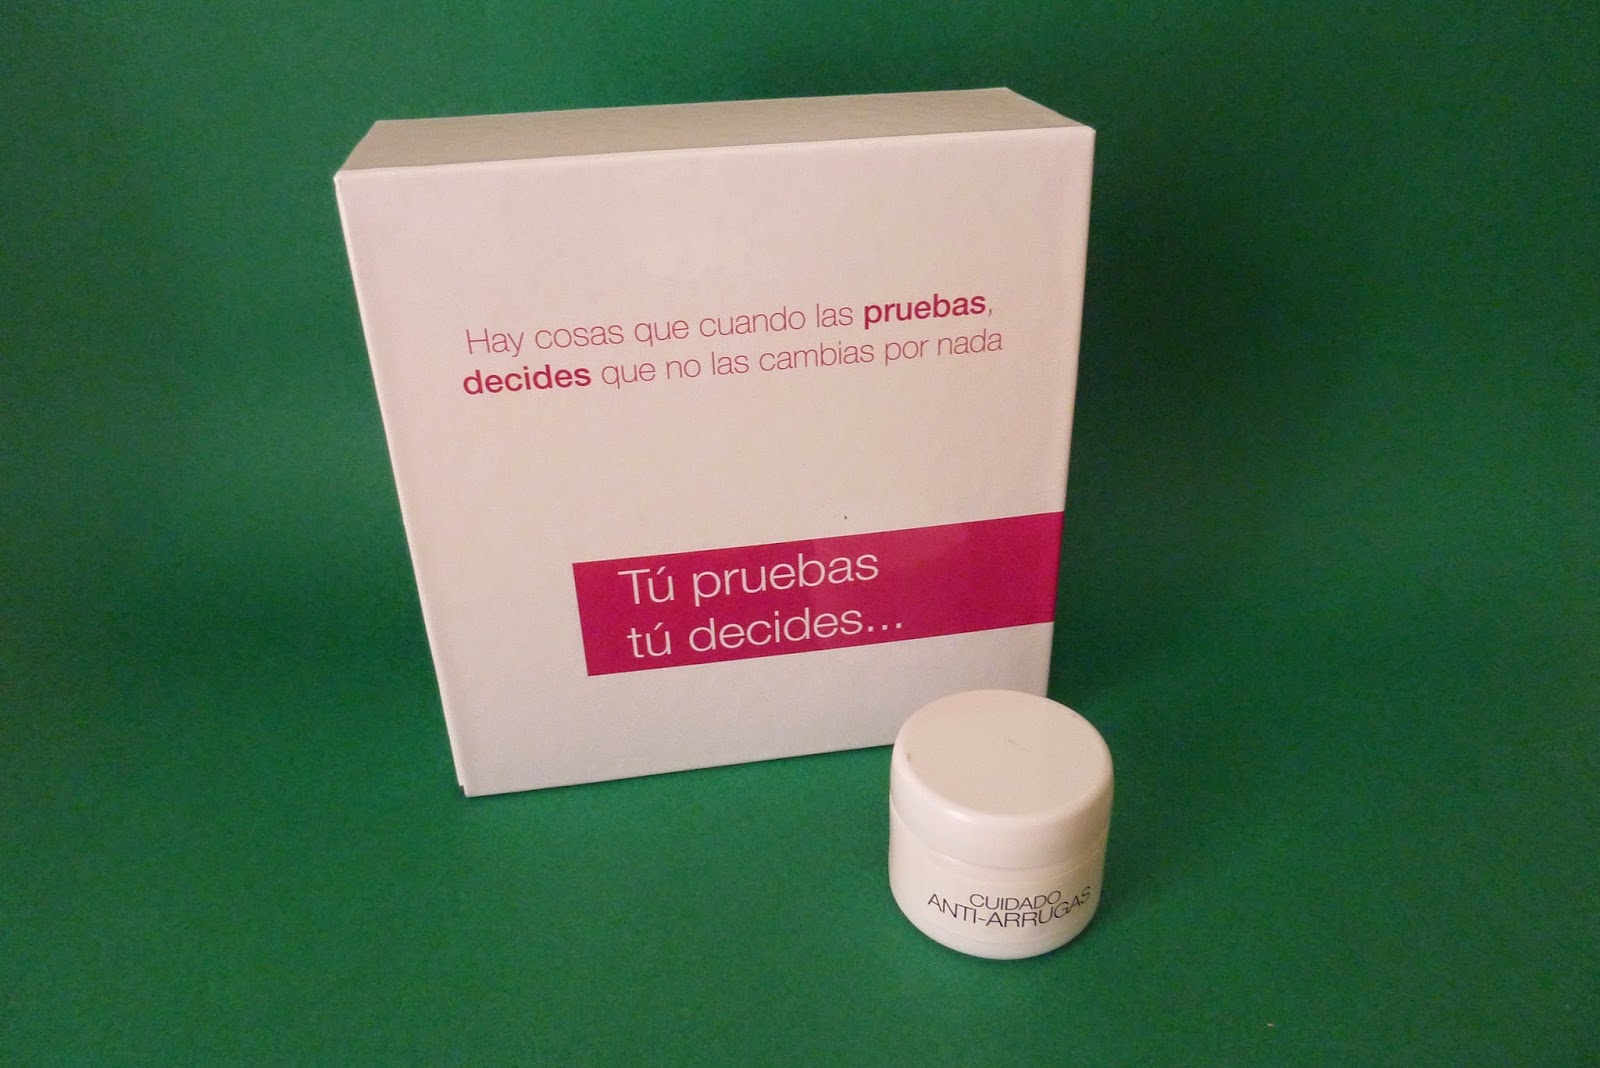 Hay cosas que cuando las pruebas,
decides que no las cambias por nada
Tú pruebas
tú decides...
CUIDADO
ANTI-ARRUGAS